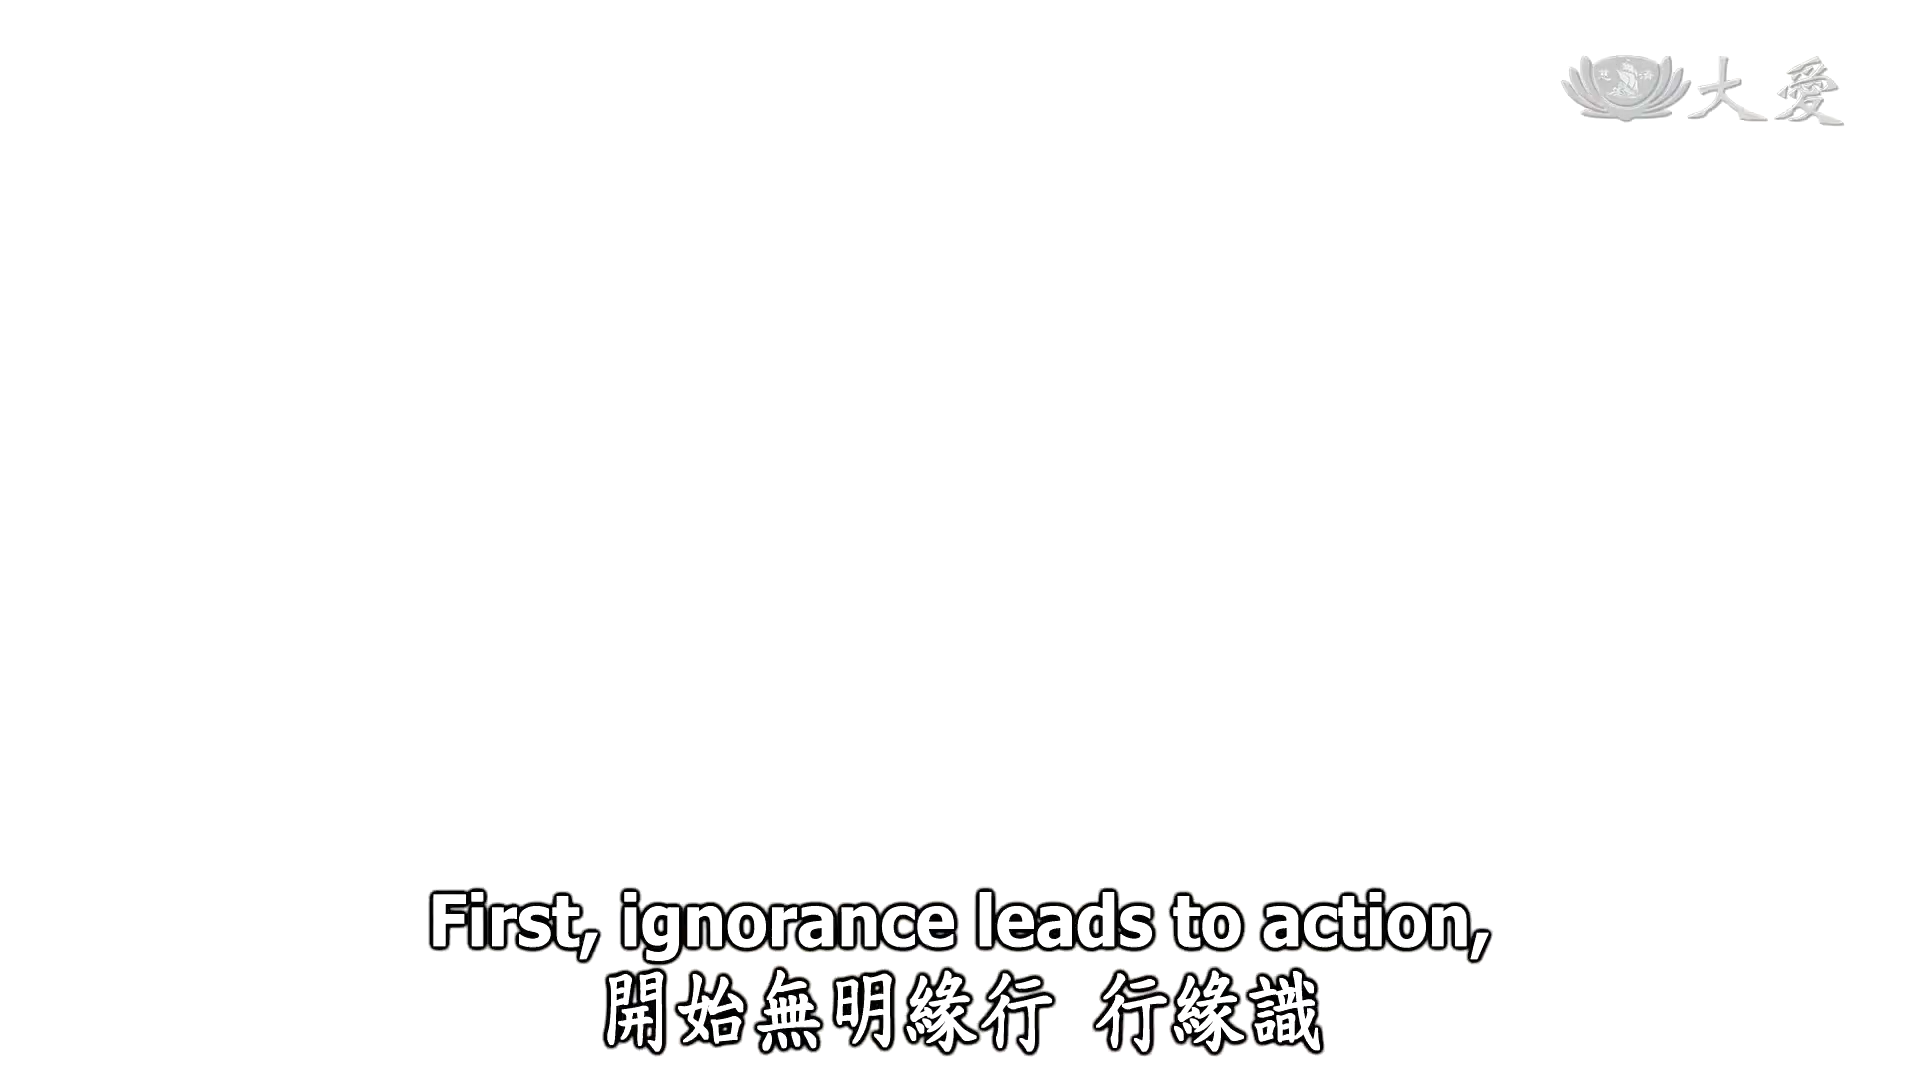 大愛
First, ignorance leads to action,
開始無明緣行 行緣識